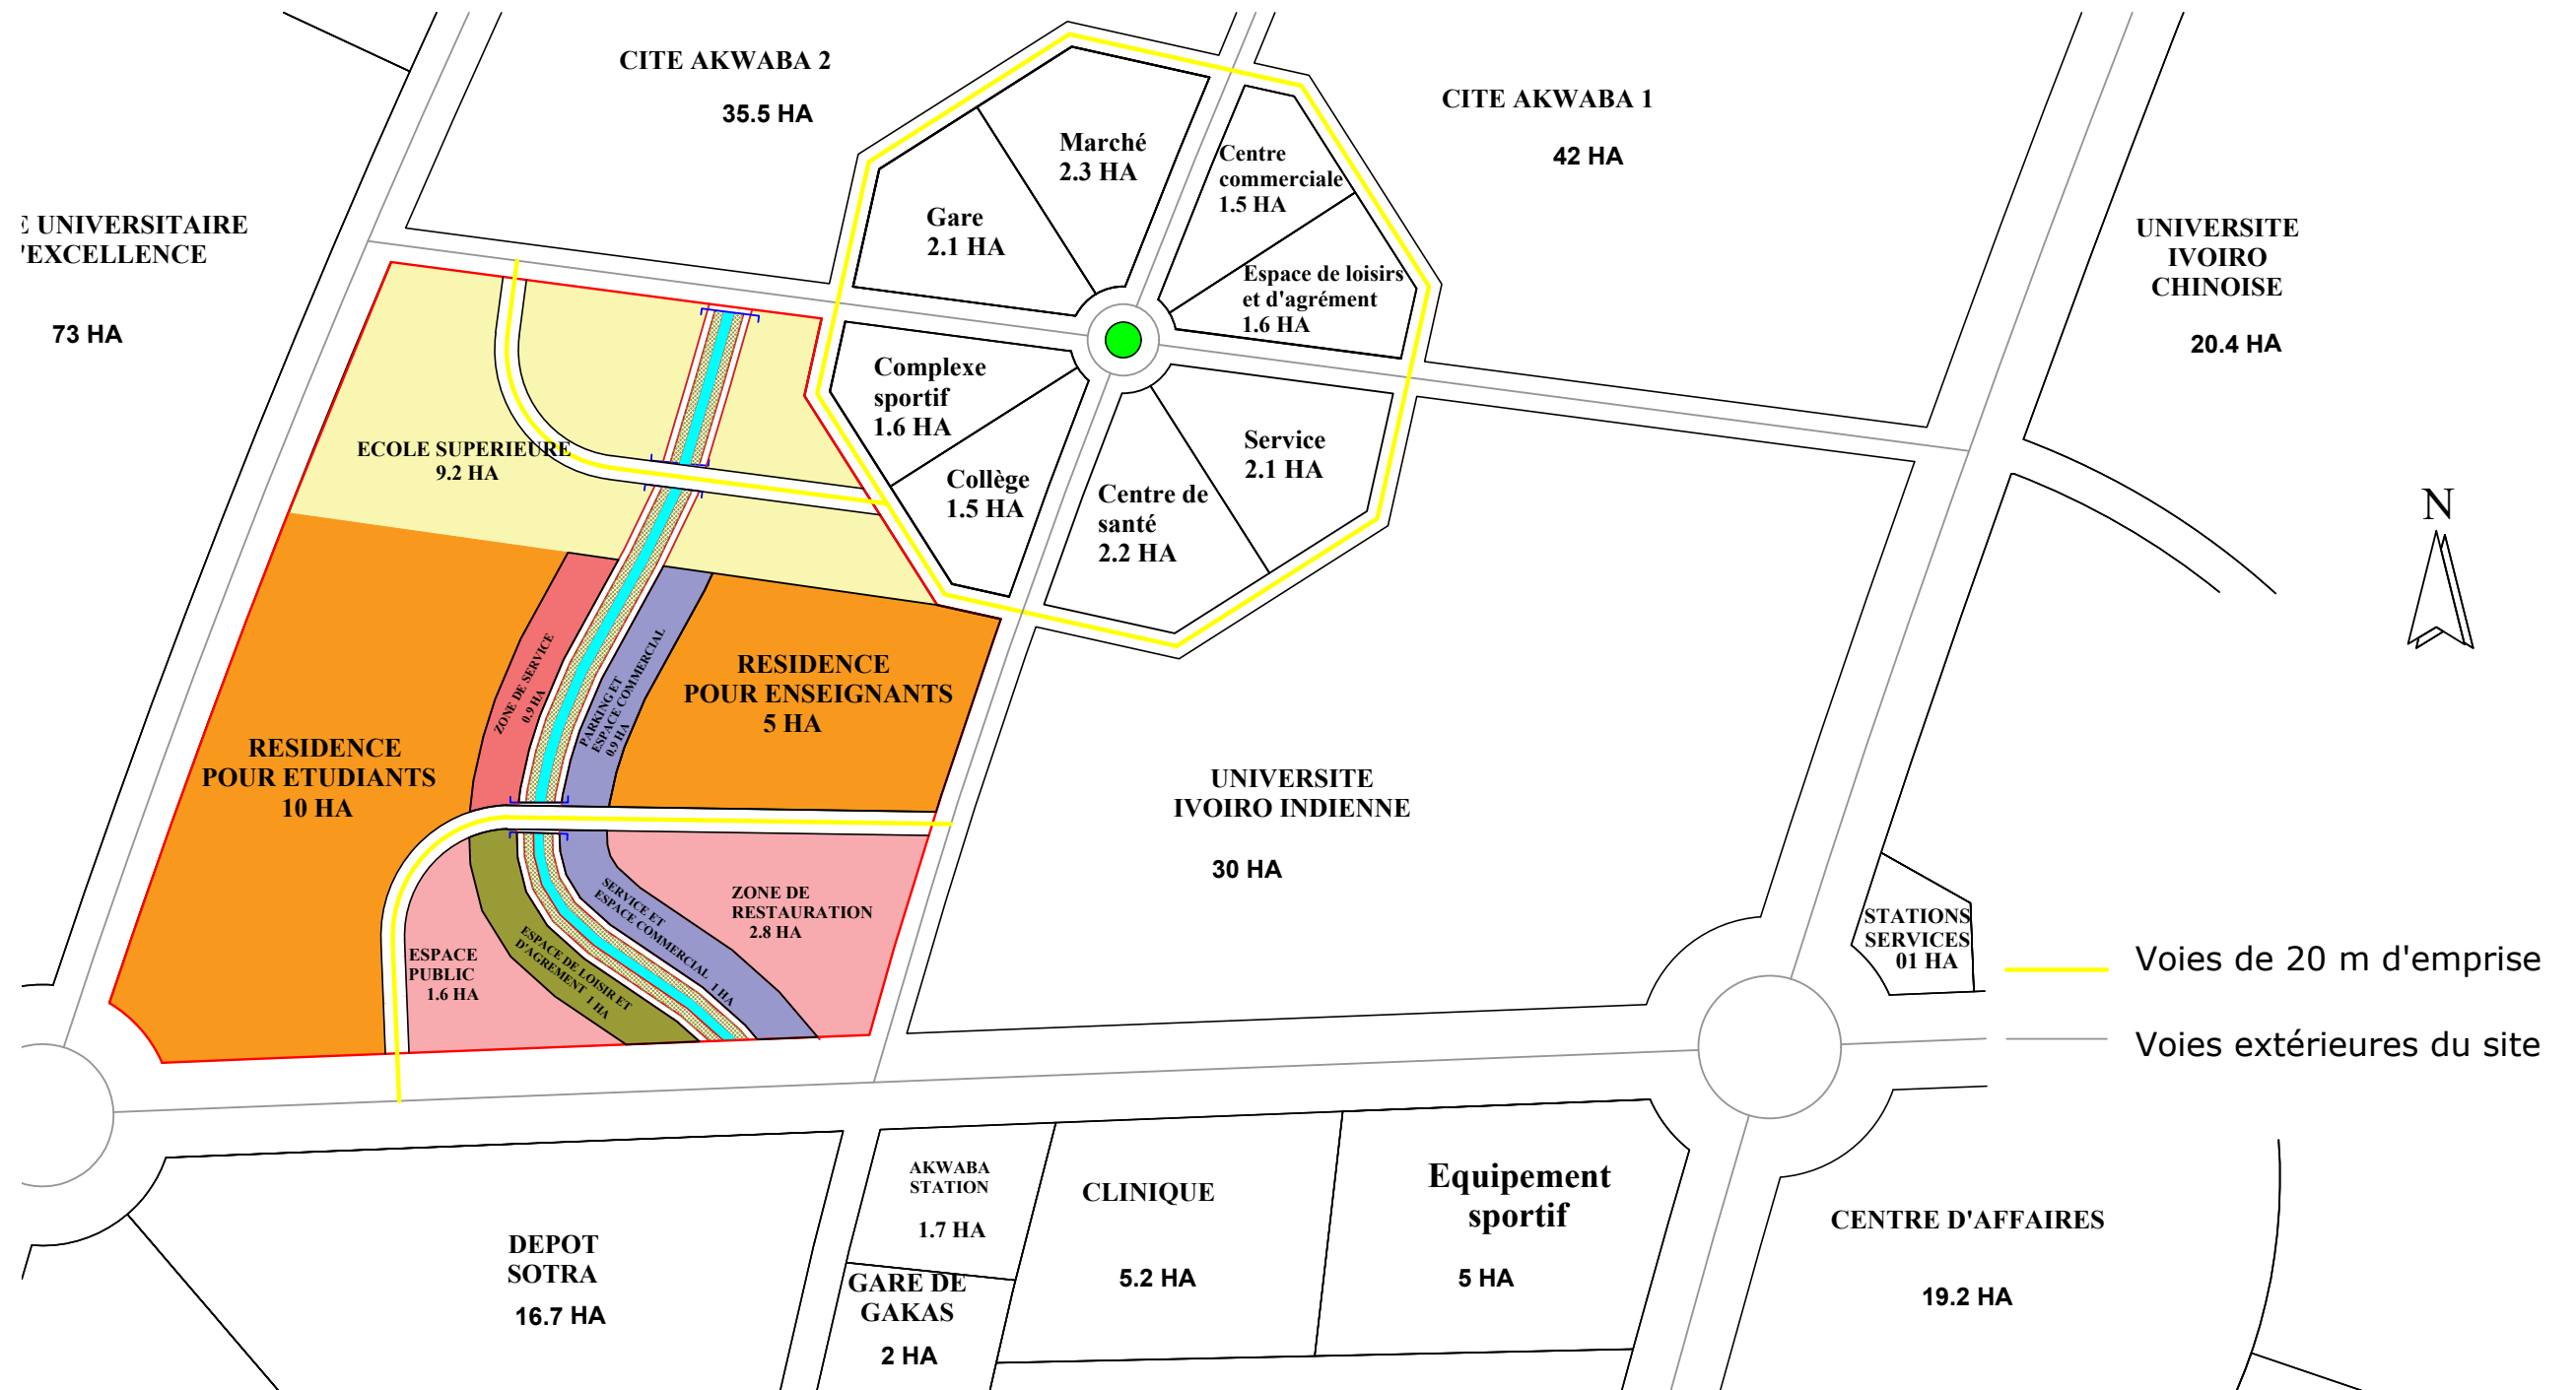 CITE AKWABA 2
35.5 HA
CITE AKWABA 1
42 HA
E UNIVERSITAIRE
'EXCELLENCE
73 HA
Marché
2.3 HA
Gare
2.1 HA
Centre
commerciale
1.5 HA
Espace de loisirs
et d'agrément
1.6 HA
Complexe
sportif
1.6 HA
Collège
1.5 HA
Centre de
santé
2.2 HA
Service
2.1 HA
UNIVERSITE
IVOIRO
CHINOISE
20.4 HA
N
ECOLE SUPERIEURE
9.2 HA
ZONE DE SERVICE
0.9 HA
PARKING ET
ESPACE COMMERCIAL
0.9 HA
RESIDENCE
POUR ENSEIGNANTS
5 HA
RESIDENCE
POUR ETUDIANTS
10 HA
UNIVERSITE
IVOIRO INDIENNE
30 HA
ZONE DE
RESTAURATION
2.8 HA
SERVICE ET
ESPACE COMMERCIAL 1 HA
ESPACE DE LOISIR ET
D'AGREMENT 1 HA
ESPACE
PUBLIC
1.6 HA
STATIONS
SERVICES
01 HA
Voies de 20 m d'emprise
Voies extérieures du site
AKWABA
STATION
1.7 HA
CLINIQUE
5.2 HA
Equipement
sportif
5 HA
CENTRE D'AFFAIRES
19.2 HA
DEPOT
SOTRA
16.7 HA
GARE DE
GAKAS
2 HA